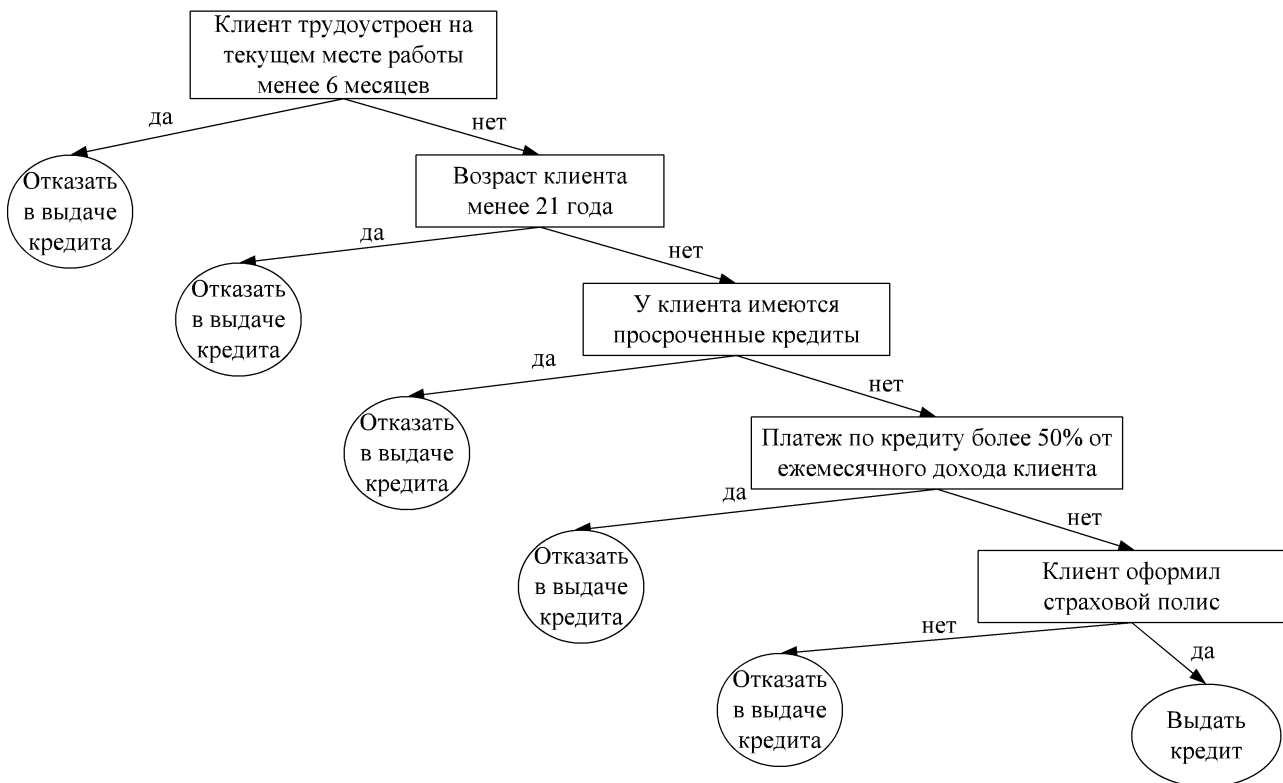 Клиент трудоустроен на
текущем месте работы
менее 6 месяцев
да
нет
Отказать
в выдаче
кредита
Возраст клиента
менее 21 года
да
нет
Отказать
в выдаче
кредита
У клиента имеются
просроченные кредиты
да
нет
Отказать
в выдаче
кредита
Платеж по кредиту более 50% от
ежемесячного дохода клиента
да
нет
Отказать
в выдаче
кредита
Клиент оформил
страховой полис
нет
да
Отказать
в выдаче
кредита
Выдать
кредит